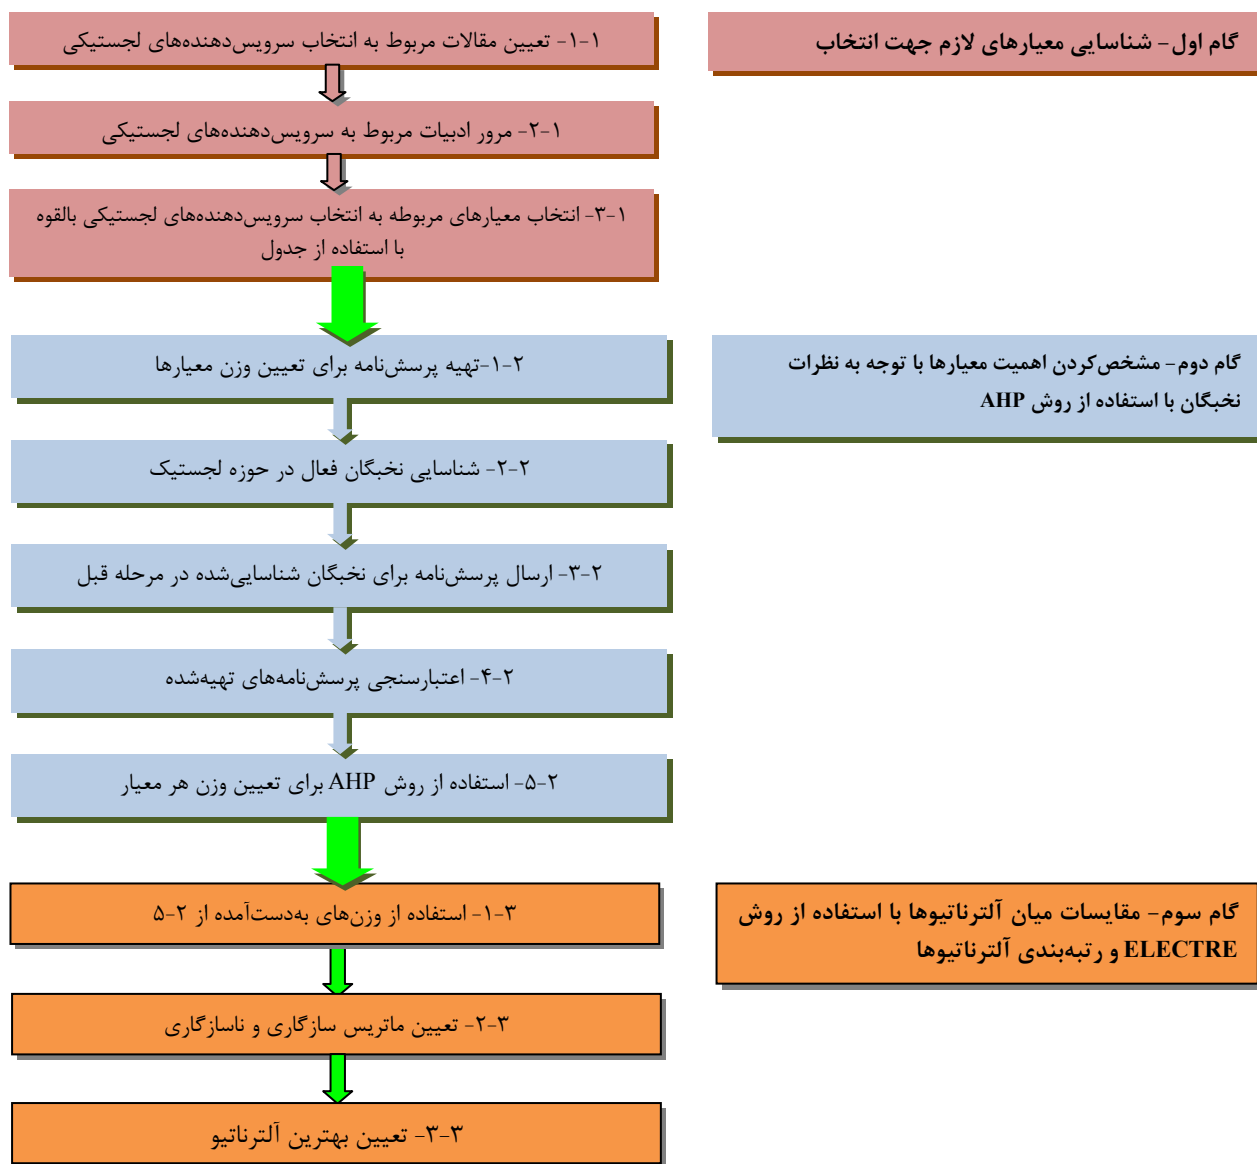 گام اول- شناسایی معیارهای لازم جهت انتخاب
۱-۱- تعیین مقالات مربوط به انتخاب سرویس‌دهنده‌های لجستیکی
۲-۱- مرور ادبیات مربوط به سرویس‌دهنده‌های لجستیکی
۳-۱- انتخاب معیارهای مربوطه به انتخاب سرویس‌دهنده‌های لجستیکی بالقوه
با استفاده از جدول
گام دوم- مشخص‌کردن اهمیت معیارها با توجه به نظرات
نخبگان با استفاده از روش AHP
۱-۲-تهیه پرسش‌نامه برای تعیین وزن معیارها
۲-۲- شناسایی نخبگان فعال در حوزه لجستیک
۳-۲- ارسال پرسش‌نامه برای نخبگان شناسایی‌شده در مرحله قبل
۴-۲- اعتبارسنجی پرسش‌نامه‌های تهیه‌شده
۵-۲- استفاده از روش AHP برای تعیین وزن هر معیار
گام سوم- مقایسات میان آلترناتیوها با استفاده از روش
ELECTRE و رتبه‌بندی آلترناتیوها
۱-۳- استفاده از وزن‌های به‌دست‌آمده از ۲-۵
۲-۳- تعیین ماتریس سازگاری و ناسازگاری
۳-۳- تعیین بهترین آلترناتیو